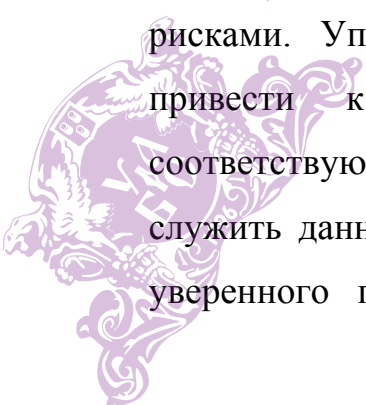 рисками. Уп
привести к
соответствую
служить данн
уверенного п